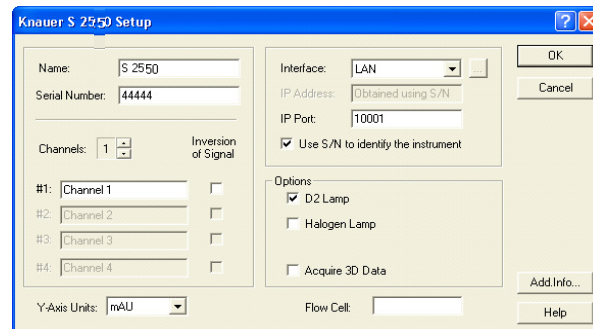 Knauer S 2550 Setup
Name: S 2550
Serial Number: 44444
Channels: 1
Inversion of Signal
#1: Channel 1
#2: Channel 2
#3: Channel 3
#4: Channel 4
Y-Axis Units: mAU
Interface: LAN ...
IP Address: Obtained using S/N
IP Port: 10001
Use S/N to identify the instrument
Options
D2 Lamp
Halogen Lamp
Acquire 3D Data
Flow Cell:
OK
Cancel
Add.Info...
Help